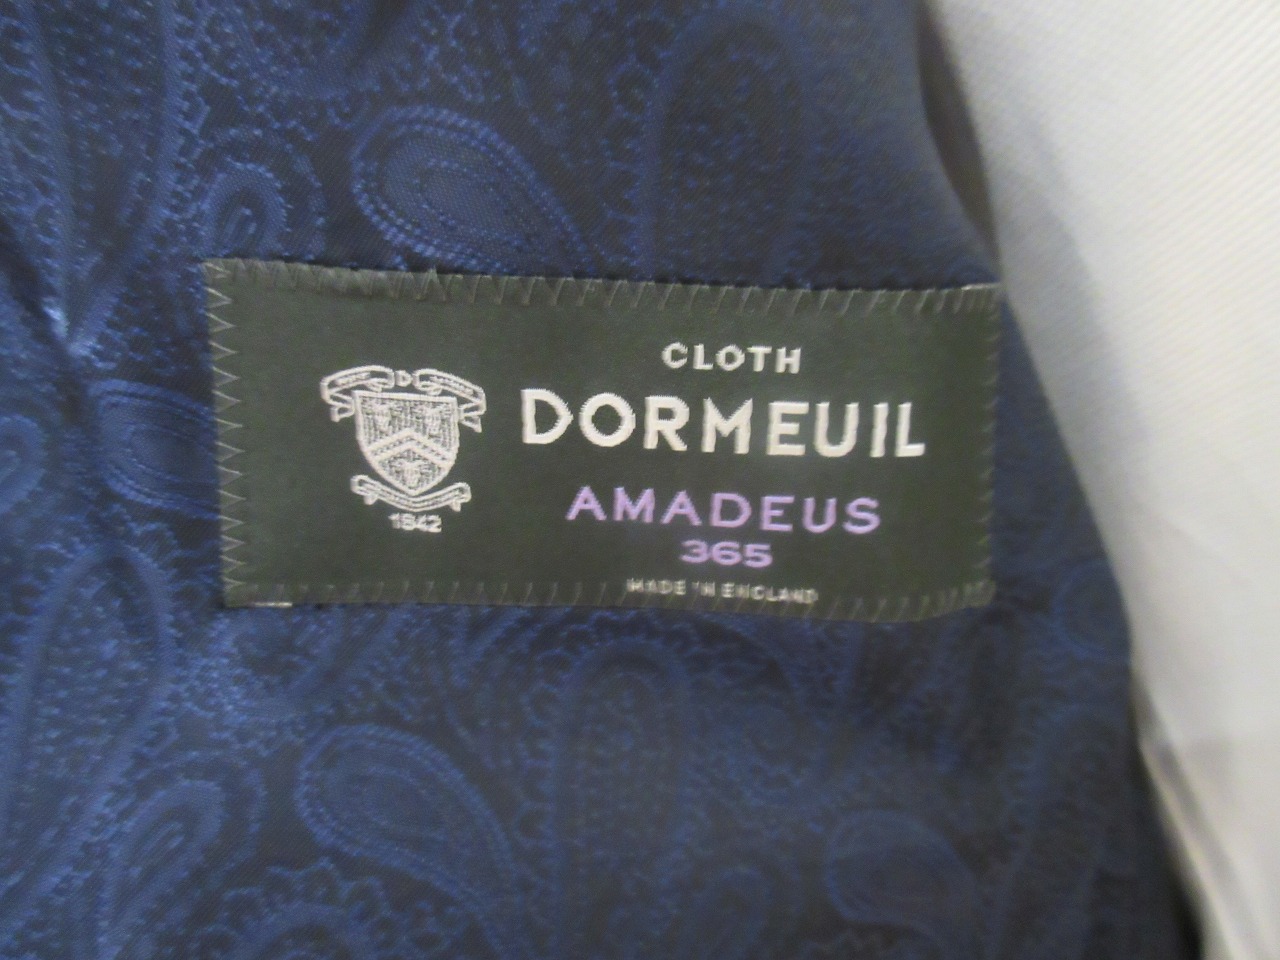 CLOTH
DORMEUIL
AMADEUS
365
MADE IN ENGLAND
D
1842